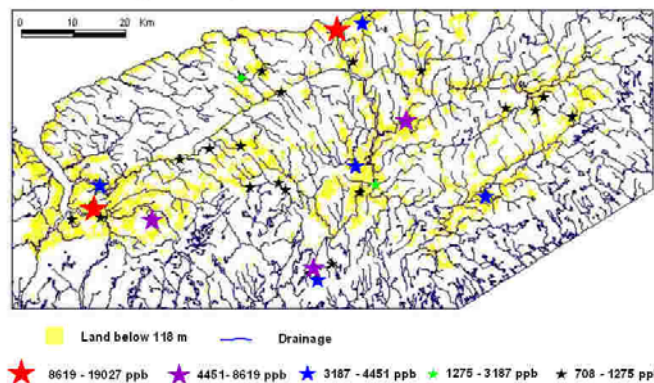 0 10 20 Km
Land below 118 m Drainage
8619 - 19027 ppb 4451- 8619 ppb 3187 - 4451 ppb 1275 - 3187 ppb 708 - 1275 pp